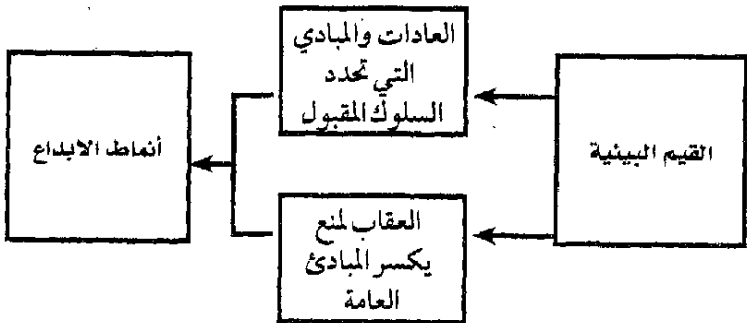 العادات والمبادي
التي تحدد
السلوك المقبول
القيم البيئية
أنماط الابداع
العقاب لمنع
يكسر المبادئ
العامة